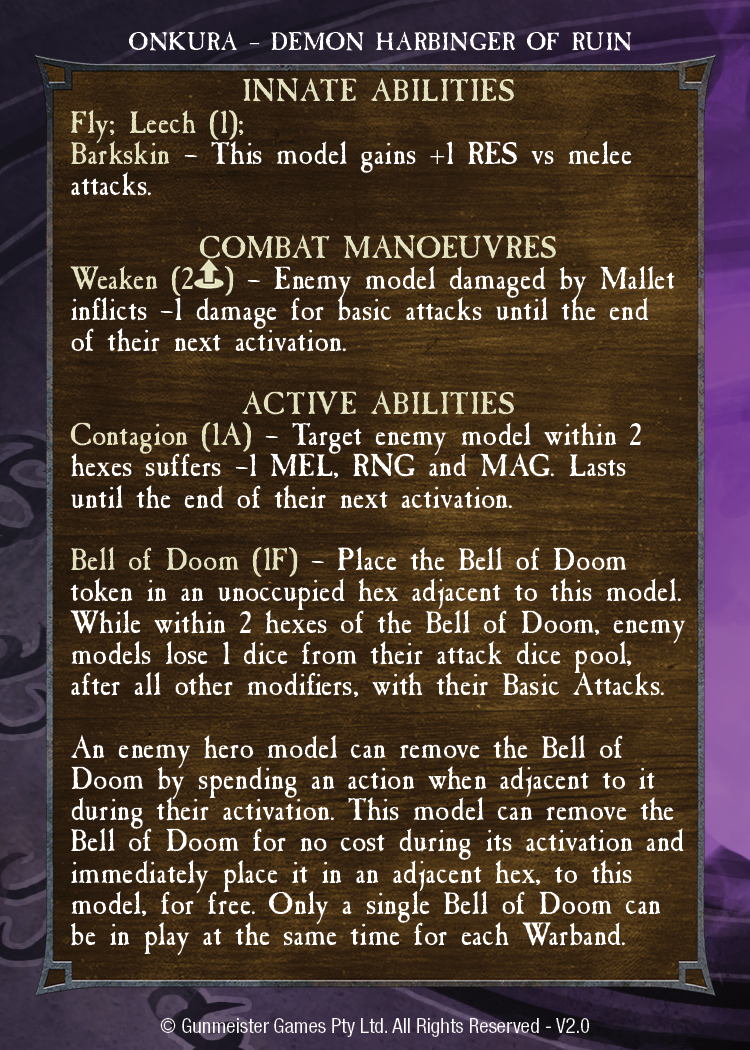 ONKURA – DEMON HARBINGER OF RUIN
INNATE ABILITIES
Fly; Leech (1);
Barkskin – This model gains +1 RES vs melee
attacks.
COMBAT MANOEUVRES
Weaken (2) – Enemy model damaged by Mallet
inflicts –1 damage for basic attacks until the end
of their next activation.
ACTIVE ABILITIES
Contagion (1A) – Target enemy model within 2
hexes suffers –1 MEL, RNG and MAG. Lasts
until the end of their next activation.
Bell of Doom (1F) – Place the Bell of Doom
token in an unoccupied hex adjacent to this model.
While within 2 hexes of the Bell of Doom, enemy
models lose 1 dice from their attack dice pool,
after all other modifiers, with their Basic Attacks.
An enemy hero model can remove the Bell of
Doom by spending an action when adjacent to it
during their activation. This model can remove the
Bell of Doom for no cost during its activation and
immediately place it in an adjacent hex, to this
model, for free. Only a single Bell of Doom can
be in play at the same time for each Warband.
© Gunmeister Games Pty Ltd. All Rights Reserved - V2.0